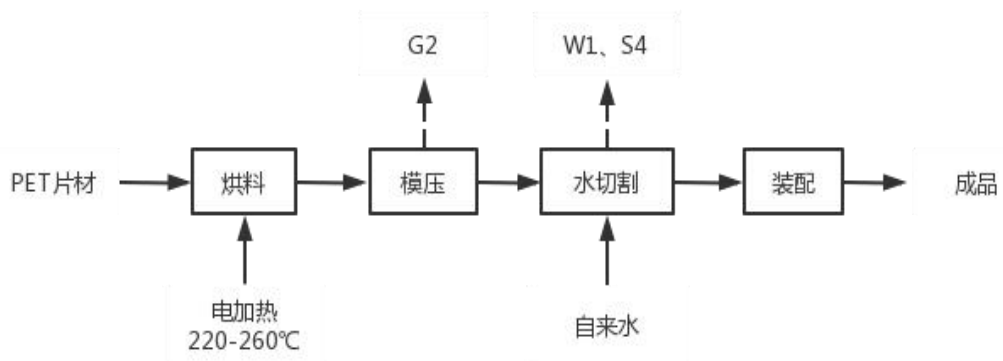 G2
W1、S4
PET片材
烘料
模压
水切割
装配
成品
电加热
220-260℃
自来水